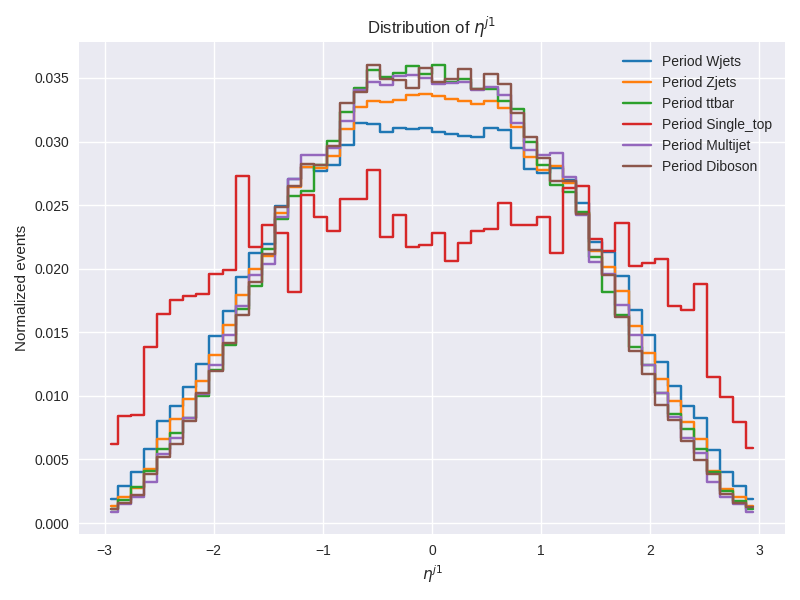 Distribution of η^j1
Normalized events
0.035
0.030
0.025
0.020
0.015
0.010
0.005
0.000
−3
−2
−1
0
1
2
3
η^j1
Period Wjets
Period Zjets
Period ttbar
Period Single_top
Period Multijet
Period Diboson